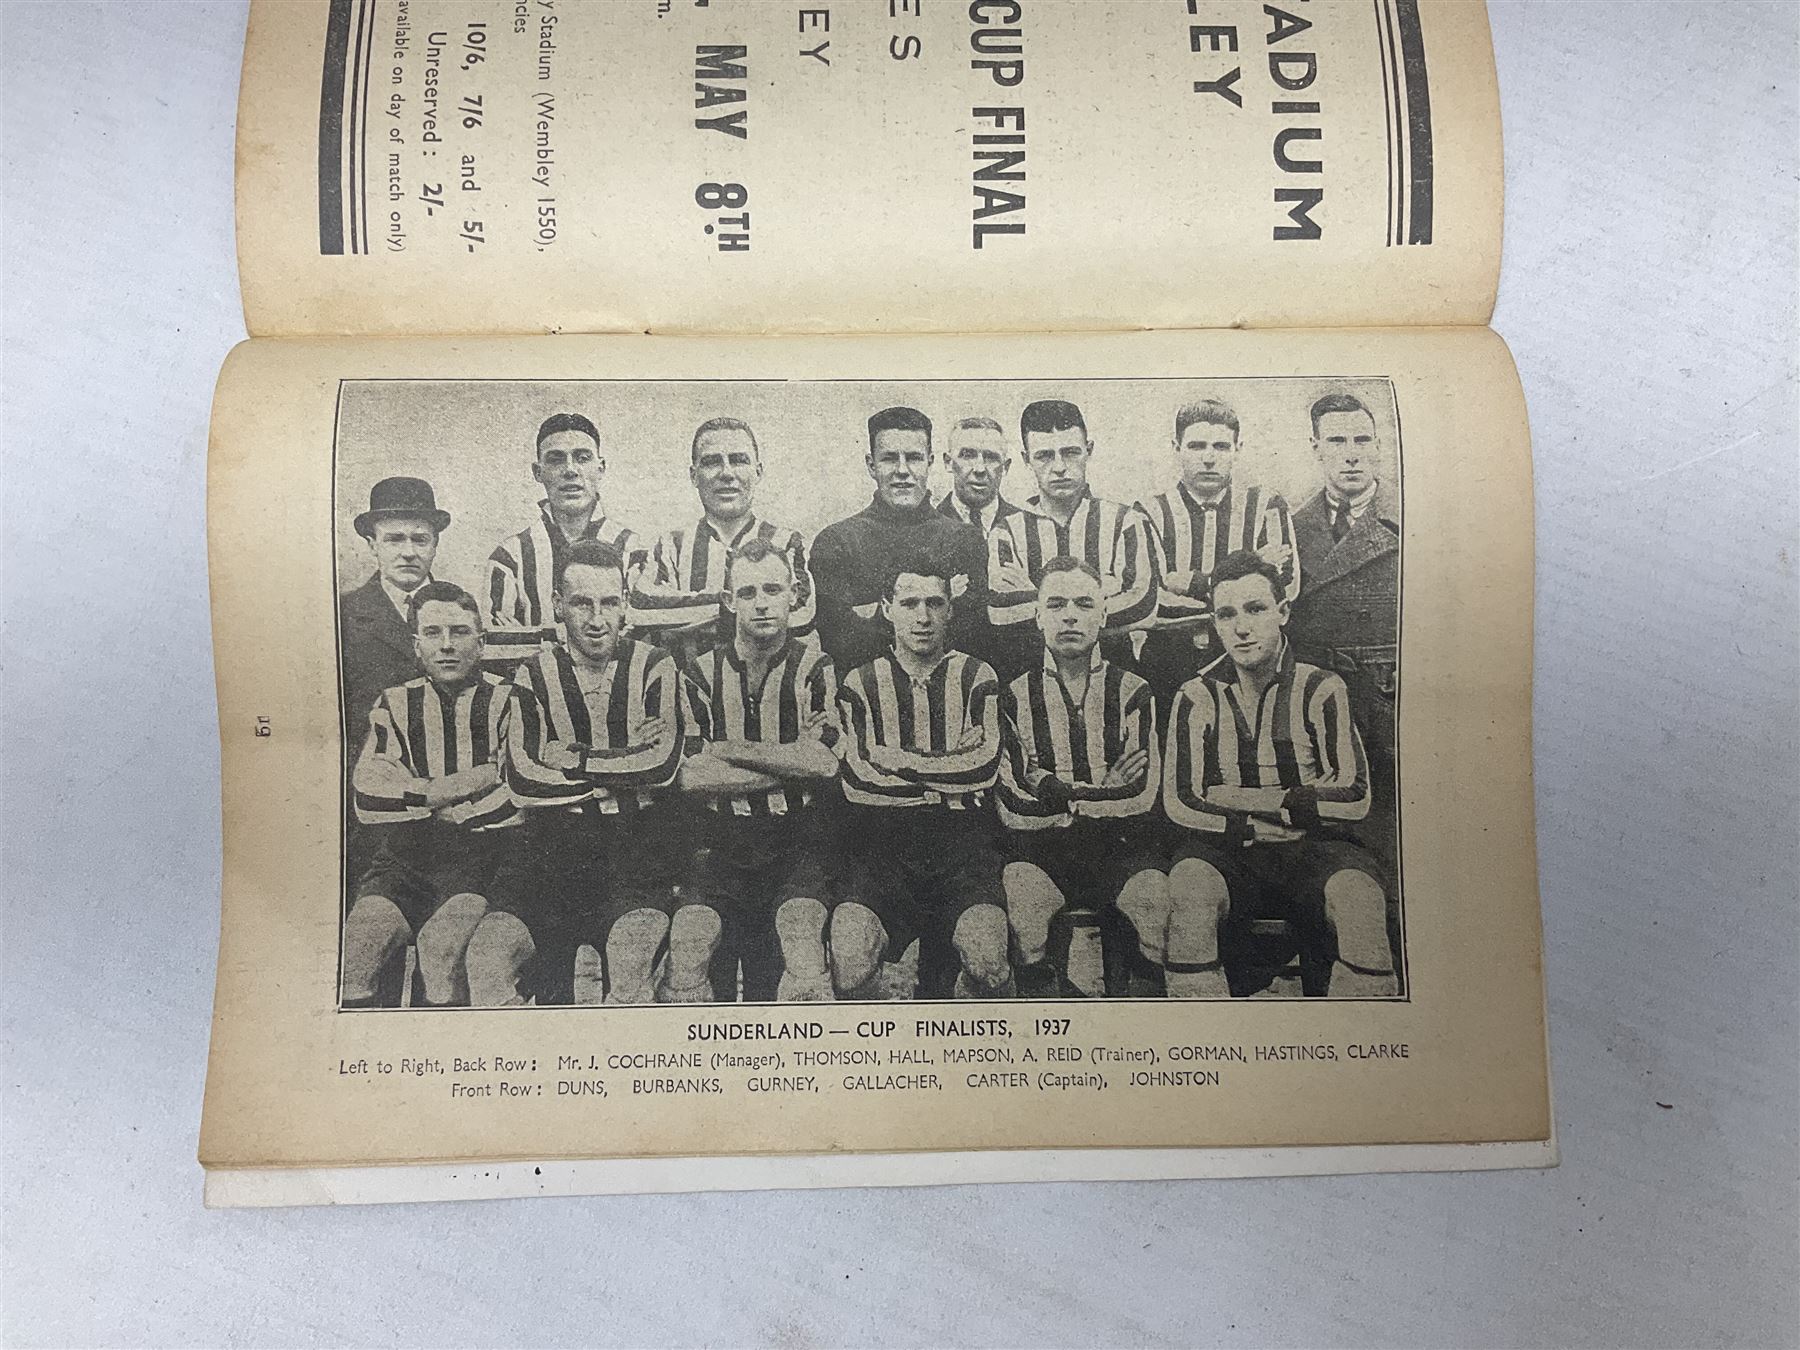 TADIUM
LEY
CUP FINAL
ES
EY
MAY 8TH
m.
y Stadium (Wembley 1550),
ncies
10/6, 7/6 and 5/-
Unreserved : 2/-
available on day of match only)
19
SUNDERLAND — CUP FINALISTS, 1937
Left to Right, Back Row : Mr. J. COCHRANE (Manager), THOMSON, HALL, MAPSON, A. REID (Trainer), GORMAN, HASTINGS, CLARKE
Front Row : DUNS, BURBANKS, GURNEY, GALLACHER, CARTER (Captain), JOHNSTON